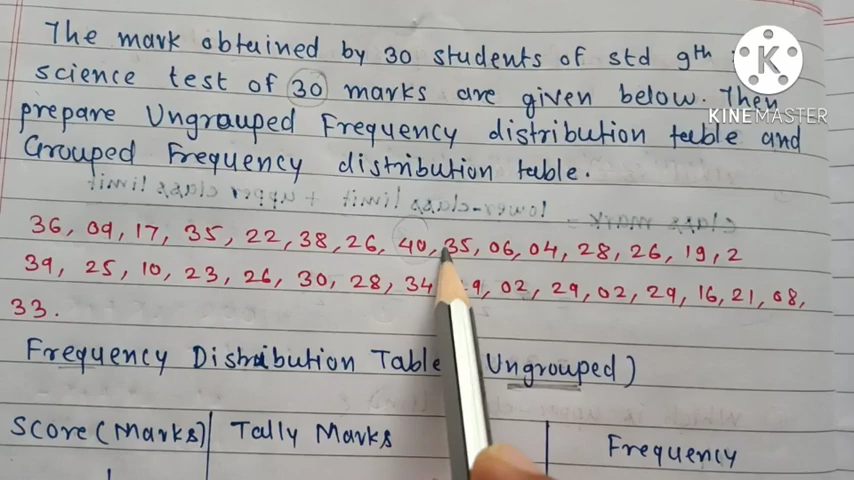 The mark obtained by 30 students of std 9th
science test of 30 marks are given below. Then
prepare Ungrouped Frequency distribution table and
Grouped Frequency distribution table.
36, 09, 17, 35, 22, 38, 26, 40, 35, 06, 04, 28, 26, 19, 2
39, 25, 10, 23, 26, 30, 28, 34 02, 29, 02, 29, 16, 21, 08,
33.
Frequency Distribution Table Ungrouped)
Score (Marks) Tally Marks Frequency
K
KINEMASTER